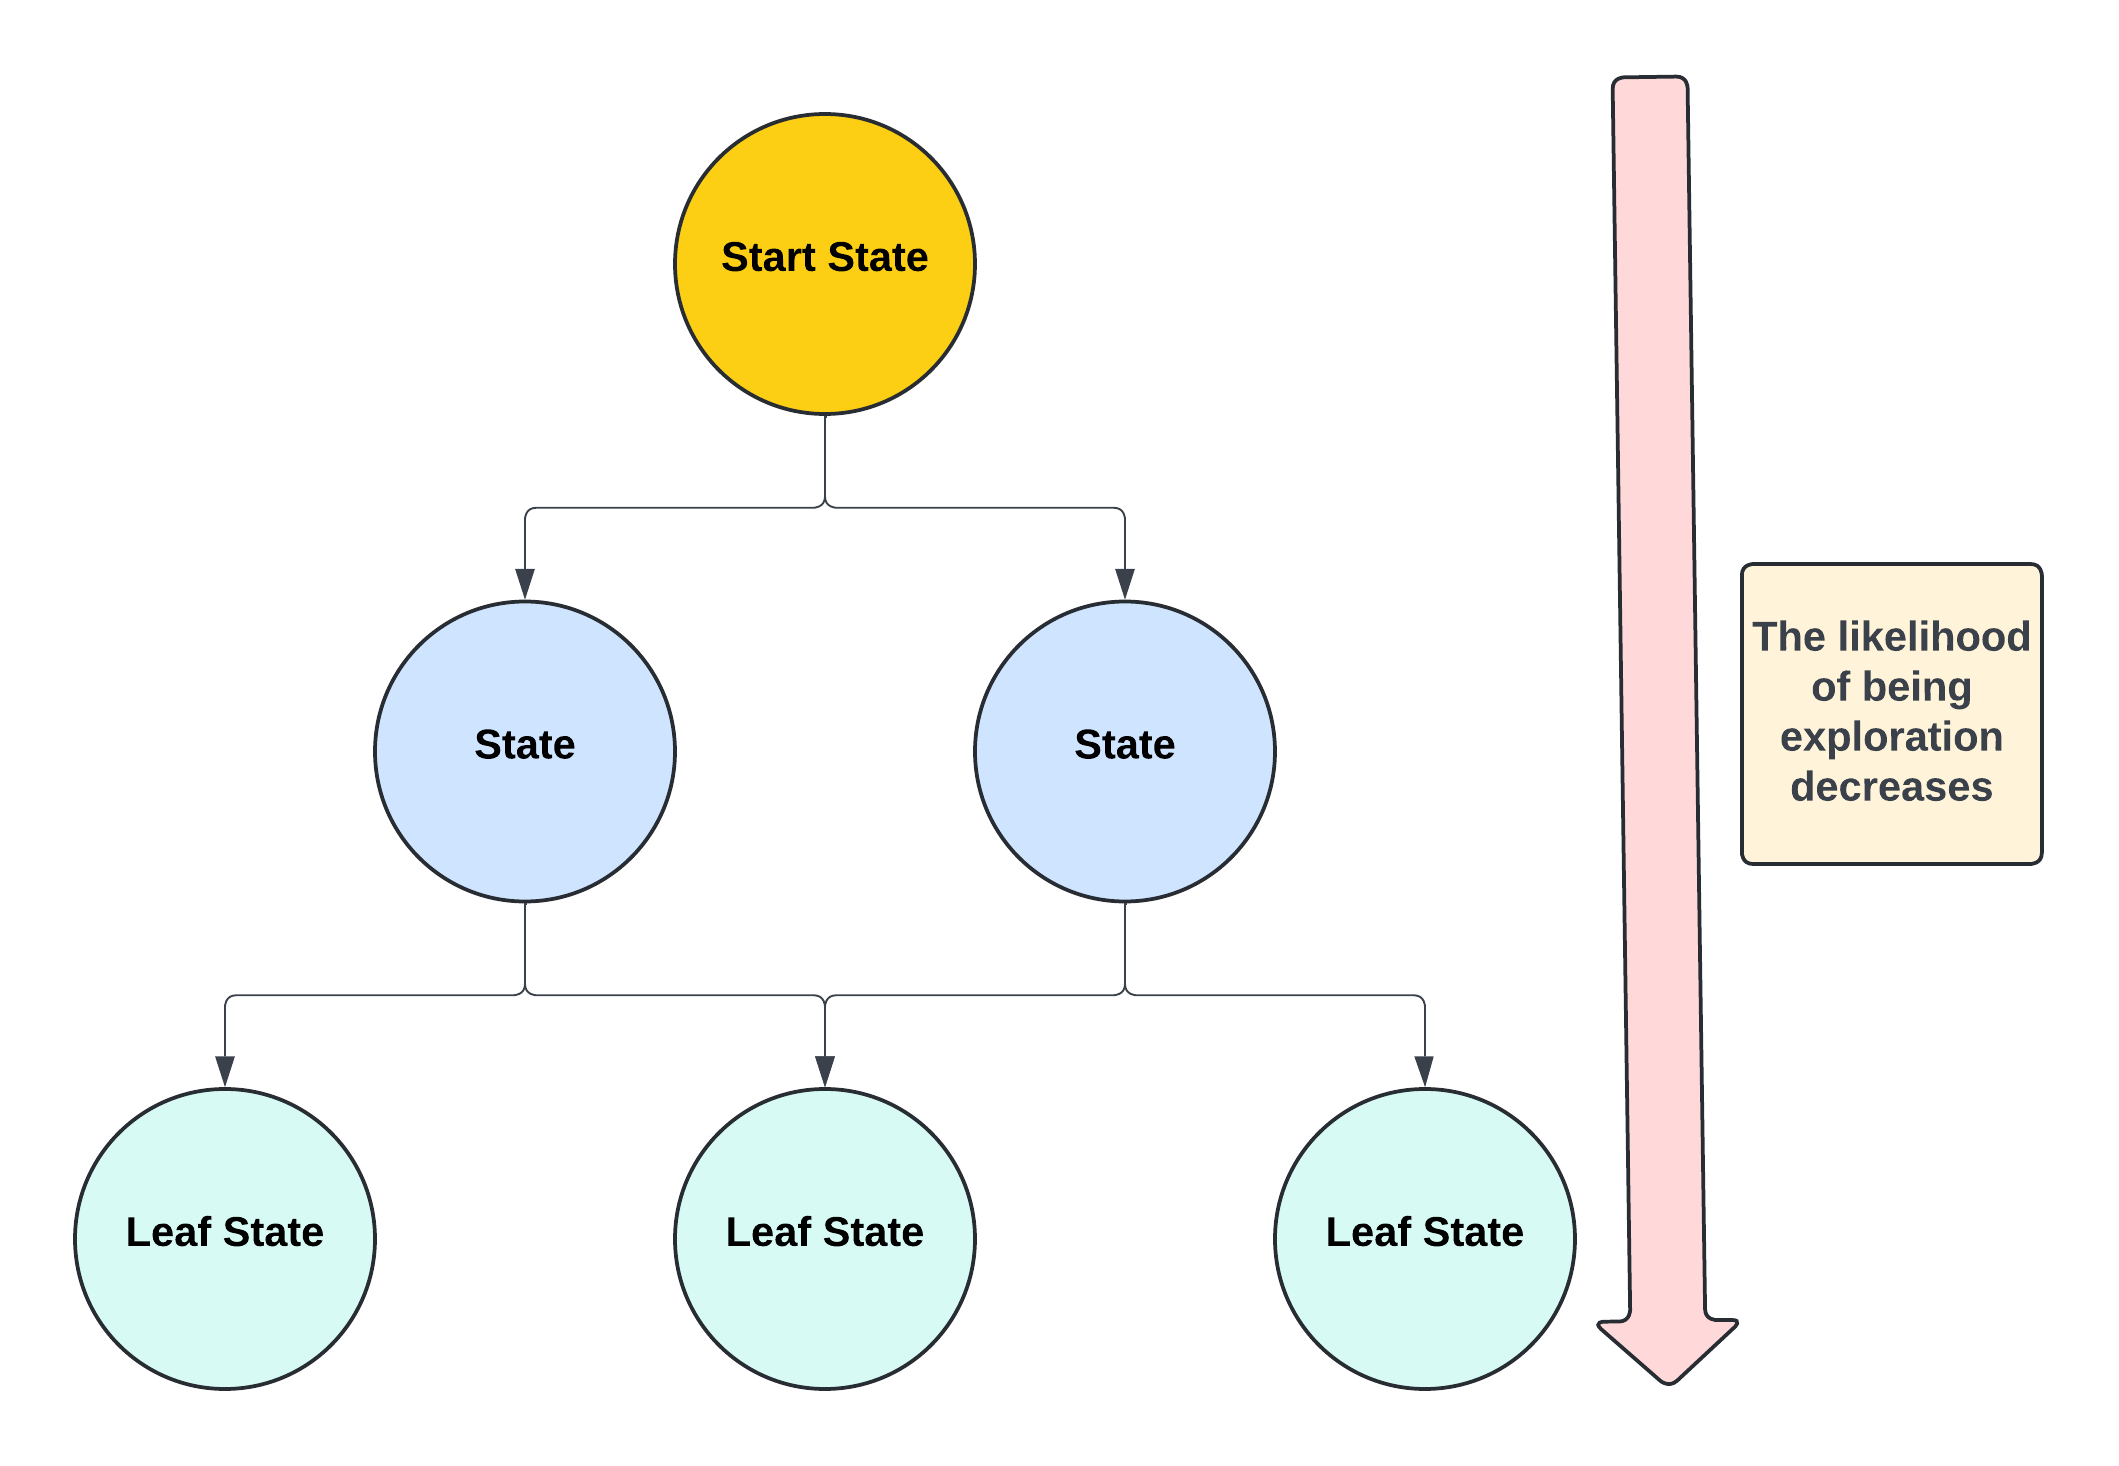 Start State
State
State
The likelihood
of being
exploration
decreases
Leaf State
Leaf State
Leaf State